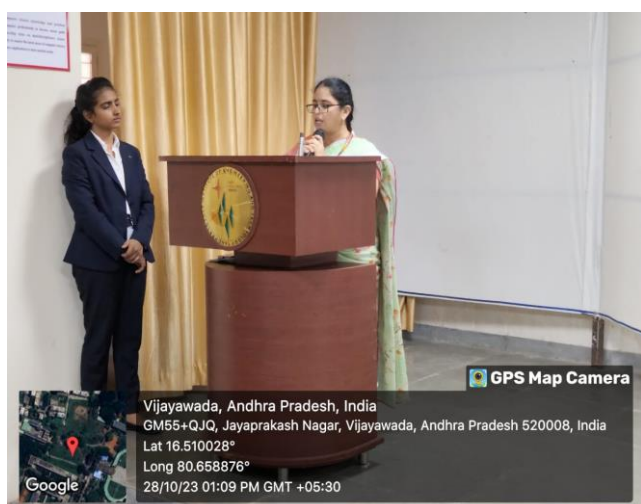 GPS Map Camera
Vijayawada, Andhra Pradesh, India
GM55+QJQ, Jayaprakash Nagar, Vijayawada, Andhra Pradesh 520008, India
Lat 16.510028°
Long 80.658876°
28/10/23 01:09 PM GMT +05:30
Google